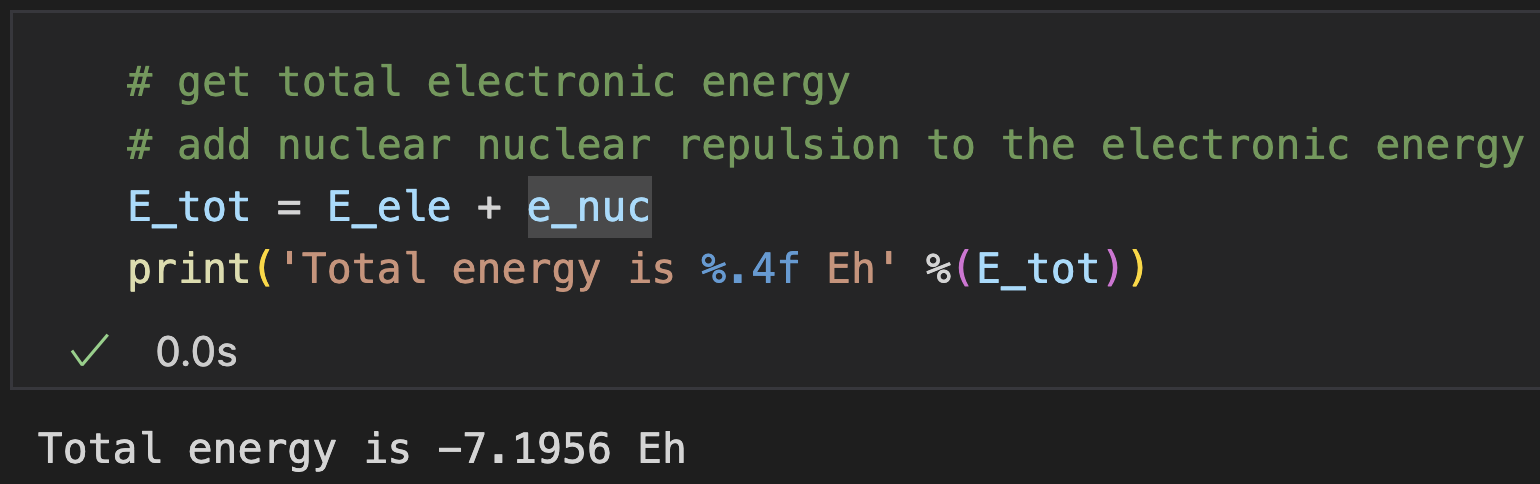 # get total electronic energy
# add nuclear nuclear repulsion to the electronic energy
E_tot = E_ele + e_nuc
print('Total energy is %.4f Eh' %(E_tot))
0.0s
Total energy is -7.1956 Eh